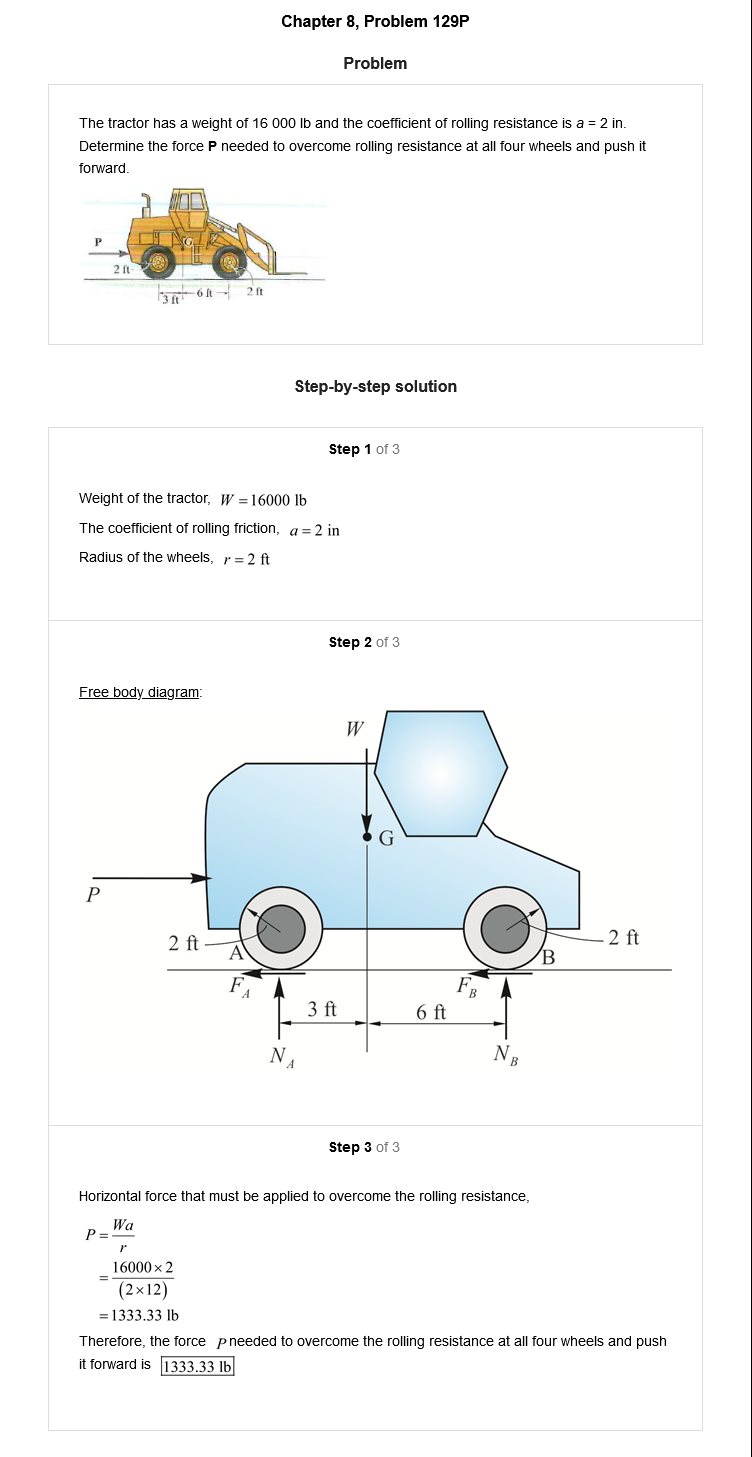 Chapter 8, Problem 129P
Problem
The tractor has a weight of 16 000 lb and the coefficient of rolling resistance is a = 2 in.
Determine the force P needed to overcome rolling resistance at all four wheels and push it
forward.
P
G
2 ft
3 ft
6 ft
2 ft
Step-by-step solution
Step 1 of 3
Weight of the tractor, W = 16000 lb
The coefficient of rolling friction, a = 2 in
Radius of the wheels, r = 2 ft
Step 2 of 3
Free body diagram:
W
G
P
2 ft
A
B
2 ft
F_A
F_B
3 ft
6 ft
N_A
N_B
Step 3 of 3
Horizontal force that must be applied to overcome the rolling resistance,
P = Wa / r
= 16000 × 2 / (2 × 12)
= 1333.33 lb
Therefore, the force P needed to overcome the rolling resistance at all four wheels and push
it forward is 1333.33 lb